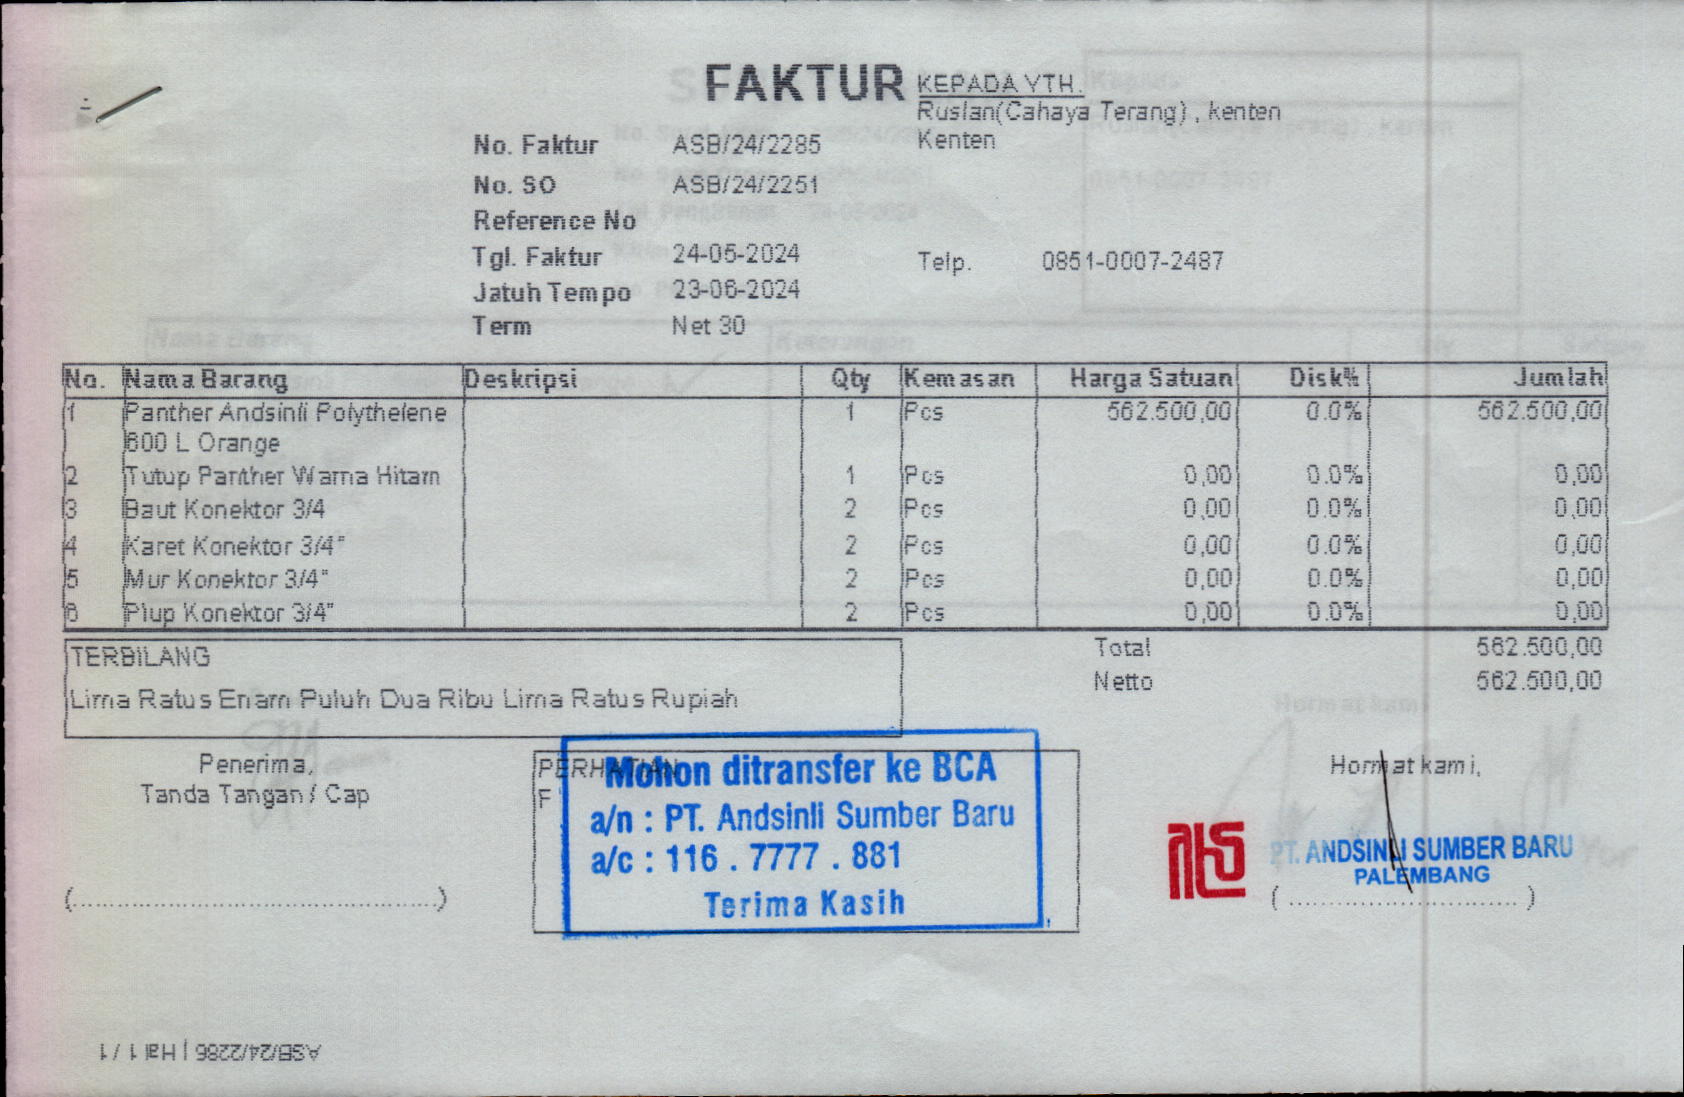 FAKTUR
KEPADA YTH.
Ruslan(Cahaya Terang) , kenten
Kenten
No. Faktur ASB/24/2285
No. SO ASB/24/2251
Reference No
Tgl. Faktur 24-05-2024
Telp. 0851-0007-2487
Jatuh Tempo 23-06-2024
Term Net 30
No. Nama Barang Deskripsi Qty Kemasan Harga Satuan Disk% Jumlah
1 Panther Andsinli Polythelene 1 Pcs 562.500,00 0.0% 562.500,00
600 L Orange
2 Tutup Panther Warna Hitam 1 Pcs 0,00 0.0% 0,00
3 Baut Konektor 3/4 2 Pcs 0,00 0.0% 0,00
4 Karet Konektor 3/4" 2 Pcs 0,00 0.0% 0,00
5 Mur Konektor 3/4" 2 Pcs 0,00 0.0% 0,00
6 Plup Konektor 3/4" 2 Pcs 0,00 0.0% 0,00
Total 562.500,00
Netto 562.500,00
TERBILANG
Lima Ratus Enam Puluh Dua Ribu Lima Ratus Rupiah
Penerima,
Tanda Tangan / Cap
(..........................................)
PERHATIAN
Mohon ditransfer ke BCA
a/n : PT. Andsinli Sumber Baru
a/c : 116 . 7777 . 881
Terima Kasih
Hormat kami,
PT. ANDSINLI SUMBER BARU
PALEMBANG
(..............................)
ASB/24/2286 | Hal 1 / 1